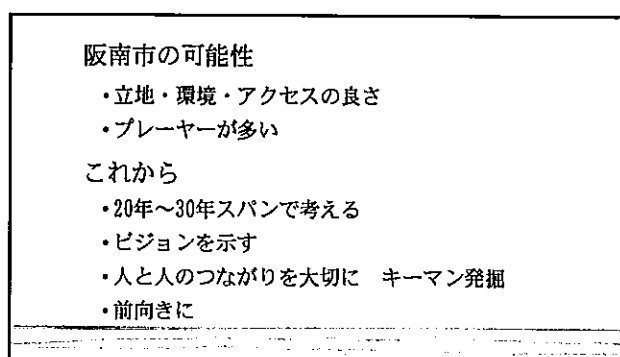 阪南市の可能性
・立地・環境・アクセスの良さ
・プレーヤーが多い
これから
・20年～30年スパンで考える
・ビジョンを示す
・人と人のつながりを大切に　キーマン発掘
・前向きに